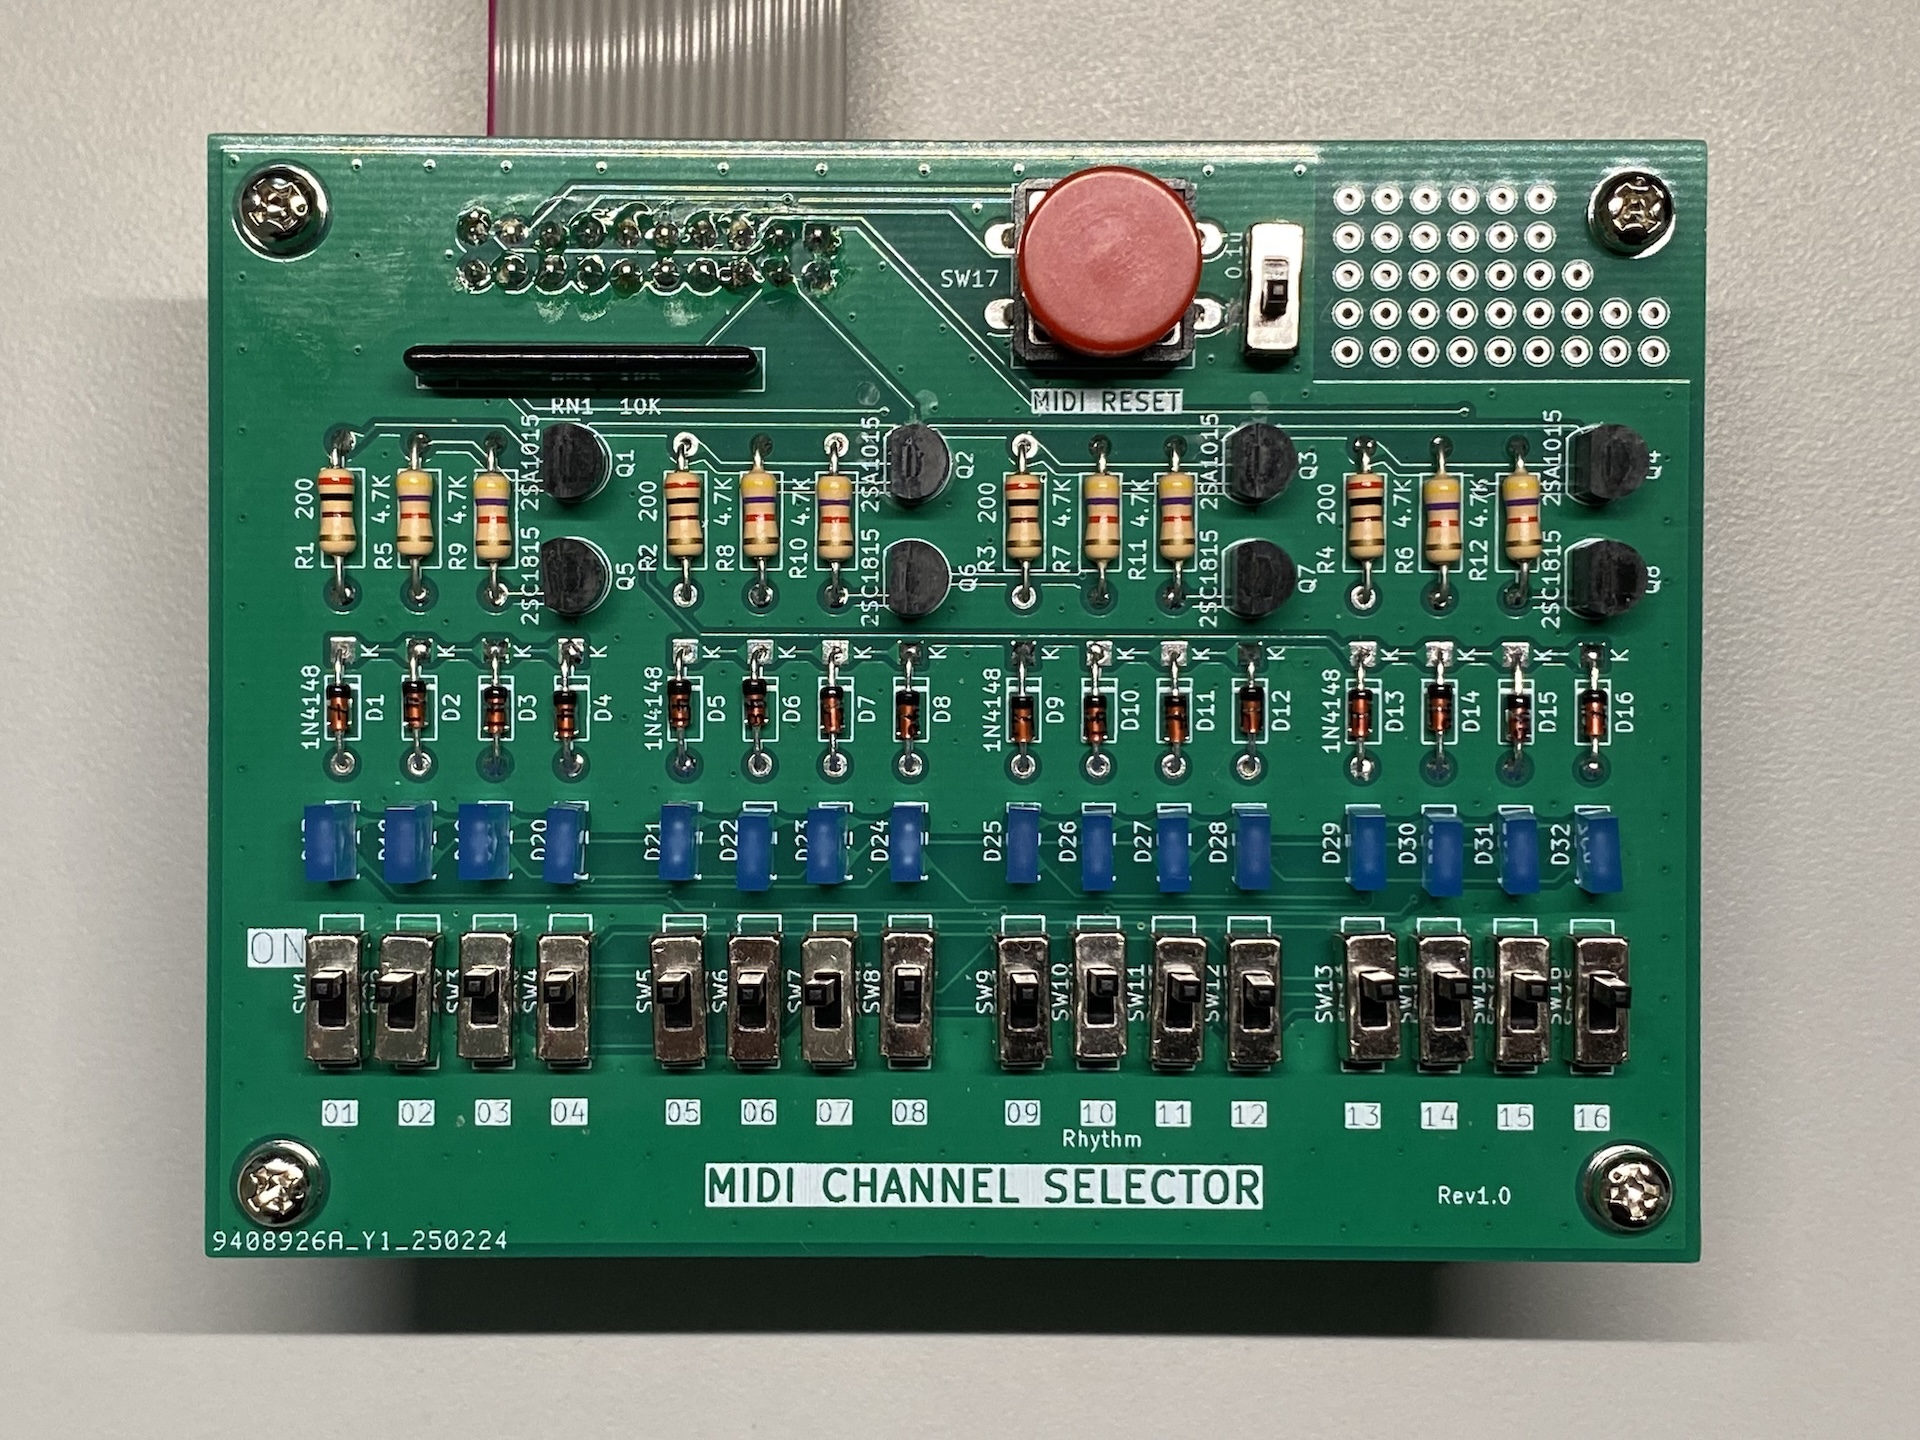 SW17
0.1u
RN1 10K
MIDI RESET
R1 200
R5 4.7K
R9 4.7K
2SA1015
Q1
R2 200
R8 4.7K
R10 4.7K
2SA1015
Q2
R3 200
R7 4.7K
R11 4.7K
2SA1015
Q3
R4 200
R6 4.7K
R12 4.7K
2SA1015
Q4
2SC1815
Q5
2SC1815
Q6
2SC1815
Q7
2SC1815
Q8
K K K K K K K K K K K K K K K K
1N4148 D1 D2 D3 D4 1N4148 D5 D6 D7 D8 1N4148 D9 D10 D11 D12 1N4148 D13 D14 D15 D16
D20 D21 D22 D23 D24 D25 D26 D27 D28 D29 D30 D31 D32
ON
SW1 SW3 SW4 SW5 SW6 SW7 SW8 SW9 SW10 SW11 SW12 SW13 SW14 SW15 SW16
01 02 03 04 05 06 07 08 09 10 11 12 13 14 15 16
Rhythm
MIDI CHANNEL SELECTOR
Rev1.0
9408926A_Y1_250224